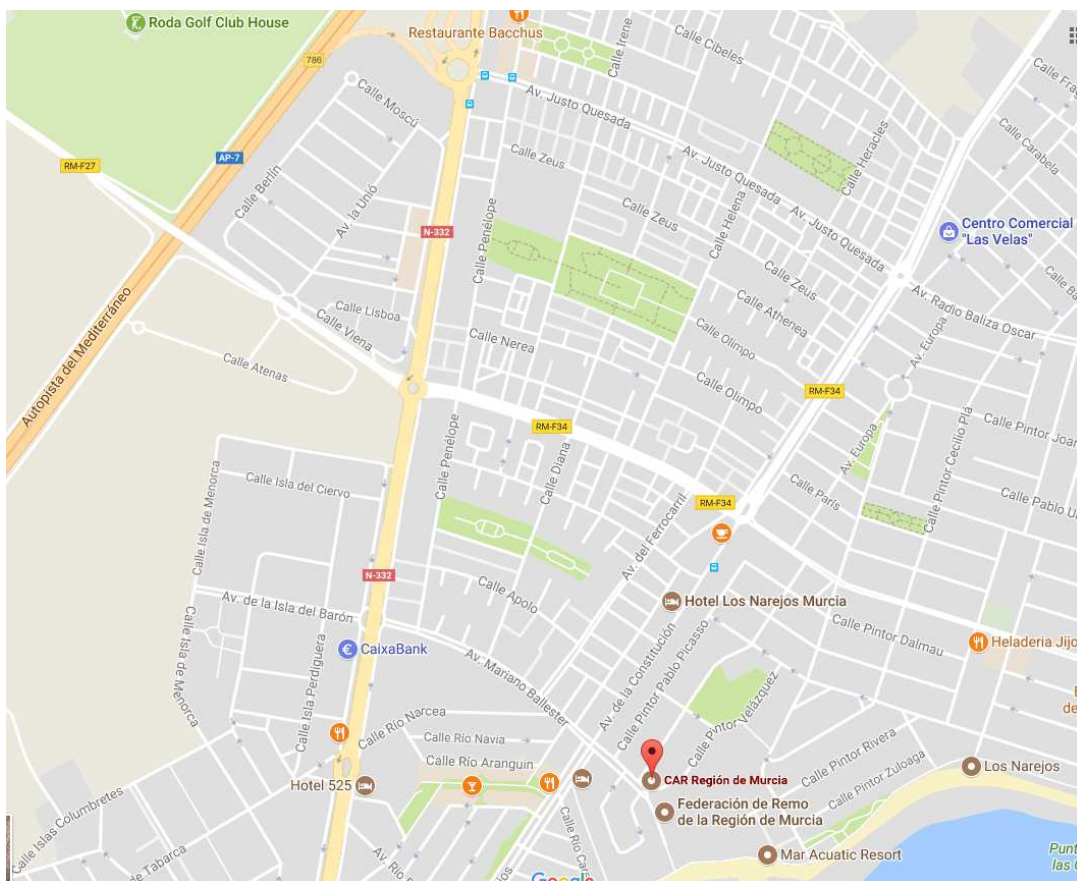 Roda Golf Club House
Restaurante Bacchus
Calle Irene
Calle Cibeles
786
Calle Moscú
Av. Justo Quesada
Calle Carabela
Calle Heracles
AP-7
RM-F27
Calle Zeus
Av. Justo Quesada
Calle Berlín
Av. la Unió
Calle Penélope
Calle Zeus
Calle Helena
Av. Justo Quesada
N-332
Centro Comercial
"Las Velas"
Calle Zeus
Autopista del Mediterráneo
Calle Lisboa
Calle Viena
Calle Nerea
Calle Athenea
Calle Olimpo
Av. Radio Baliza Oscar
Av. Europa
Calle Atenas
Calle Olimpo
RM-F34
RM-F34
Calle Penélope
Calle Diana
Av. Europa
Calle Pintor Cecilio Plá
Calle Pintor Joan
Calle Isla de Menorca
Calle Isla del Ciervo
Calle París
RM-F34
Av. del Ferrocarril
N-332
Calle Apolo
Av. de la Isla del Barón
Hotel Los Narejos Murcia
Calle Isla de Menorca
Calle Isla Perdiguera
CaixaBank
Av. Mariano Ballester
Av. de la Constitución
Calle Pintor Pablo Picasso
Calle Pintor Dalmau
Heladeria Jijo
Calle Río Narcea
Calle Pintor Velázquez
Calle Río Navia
Calle Río Aranguin
Calle Pintor Rivera
Hotel 525
CAR Región de Murcia
Calle Pintor Zuloaga
Los Narejos
Federación de Remo
de la Región de Murcia
Calle Islas Columbretes
de Tabarca
Mar Acuatic Resort
Google